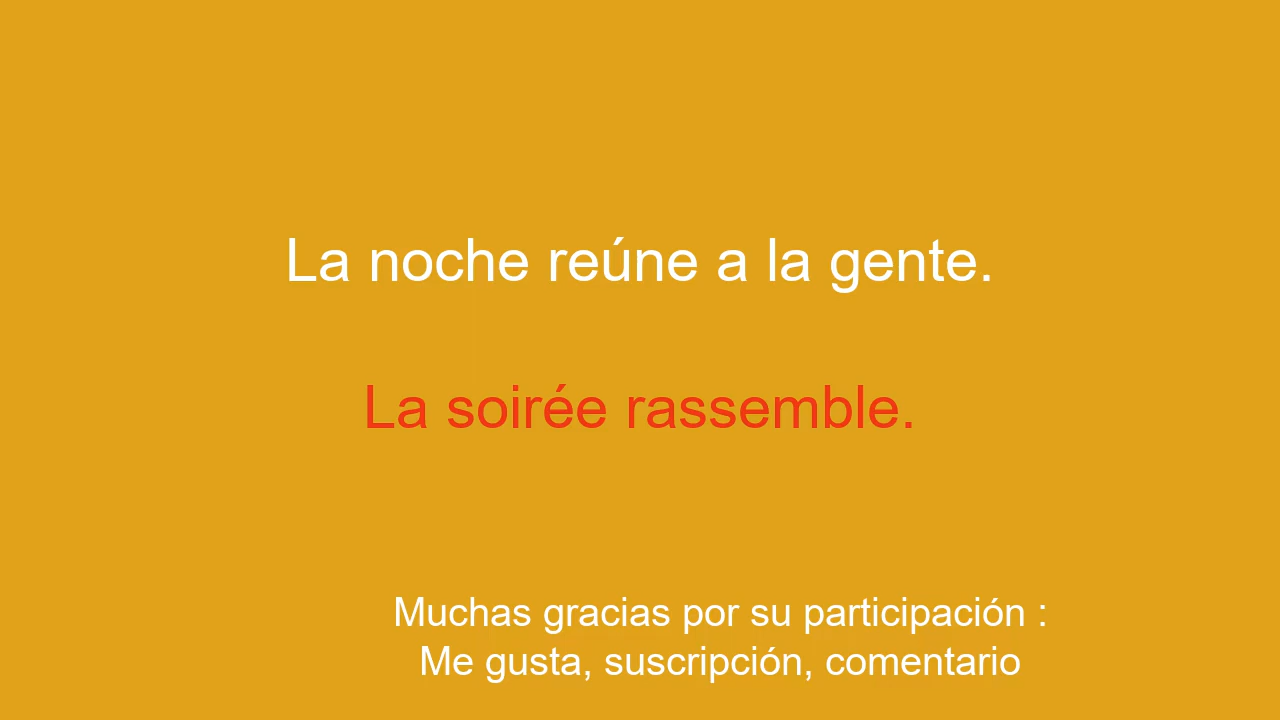 La noche reúne a la gente.
La soirée rassemble.
Muchas gracias por su participación :
Me gusta, suscripción, comentario